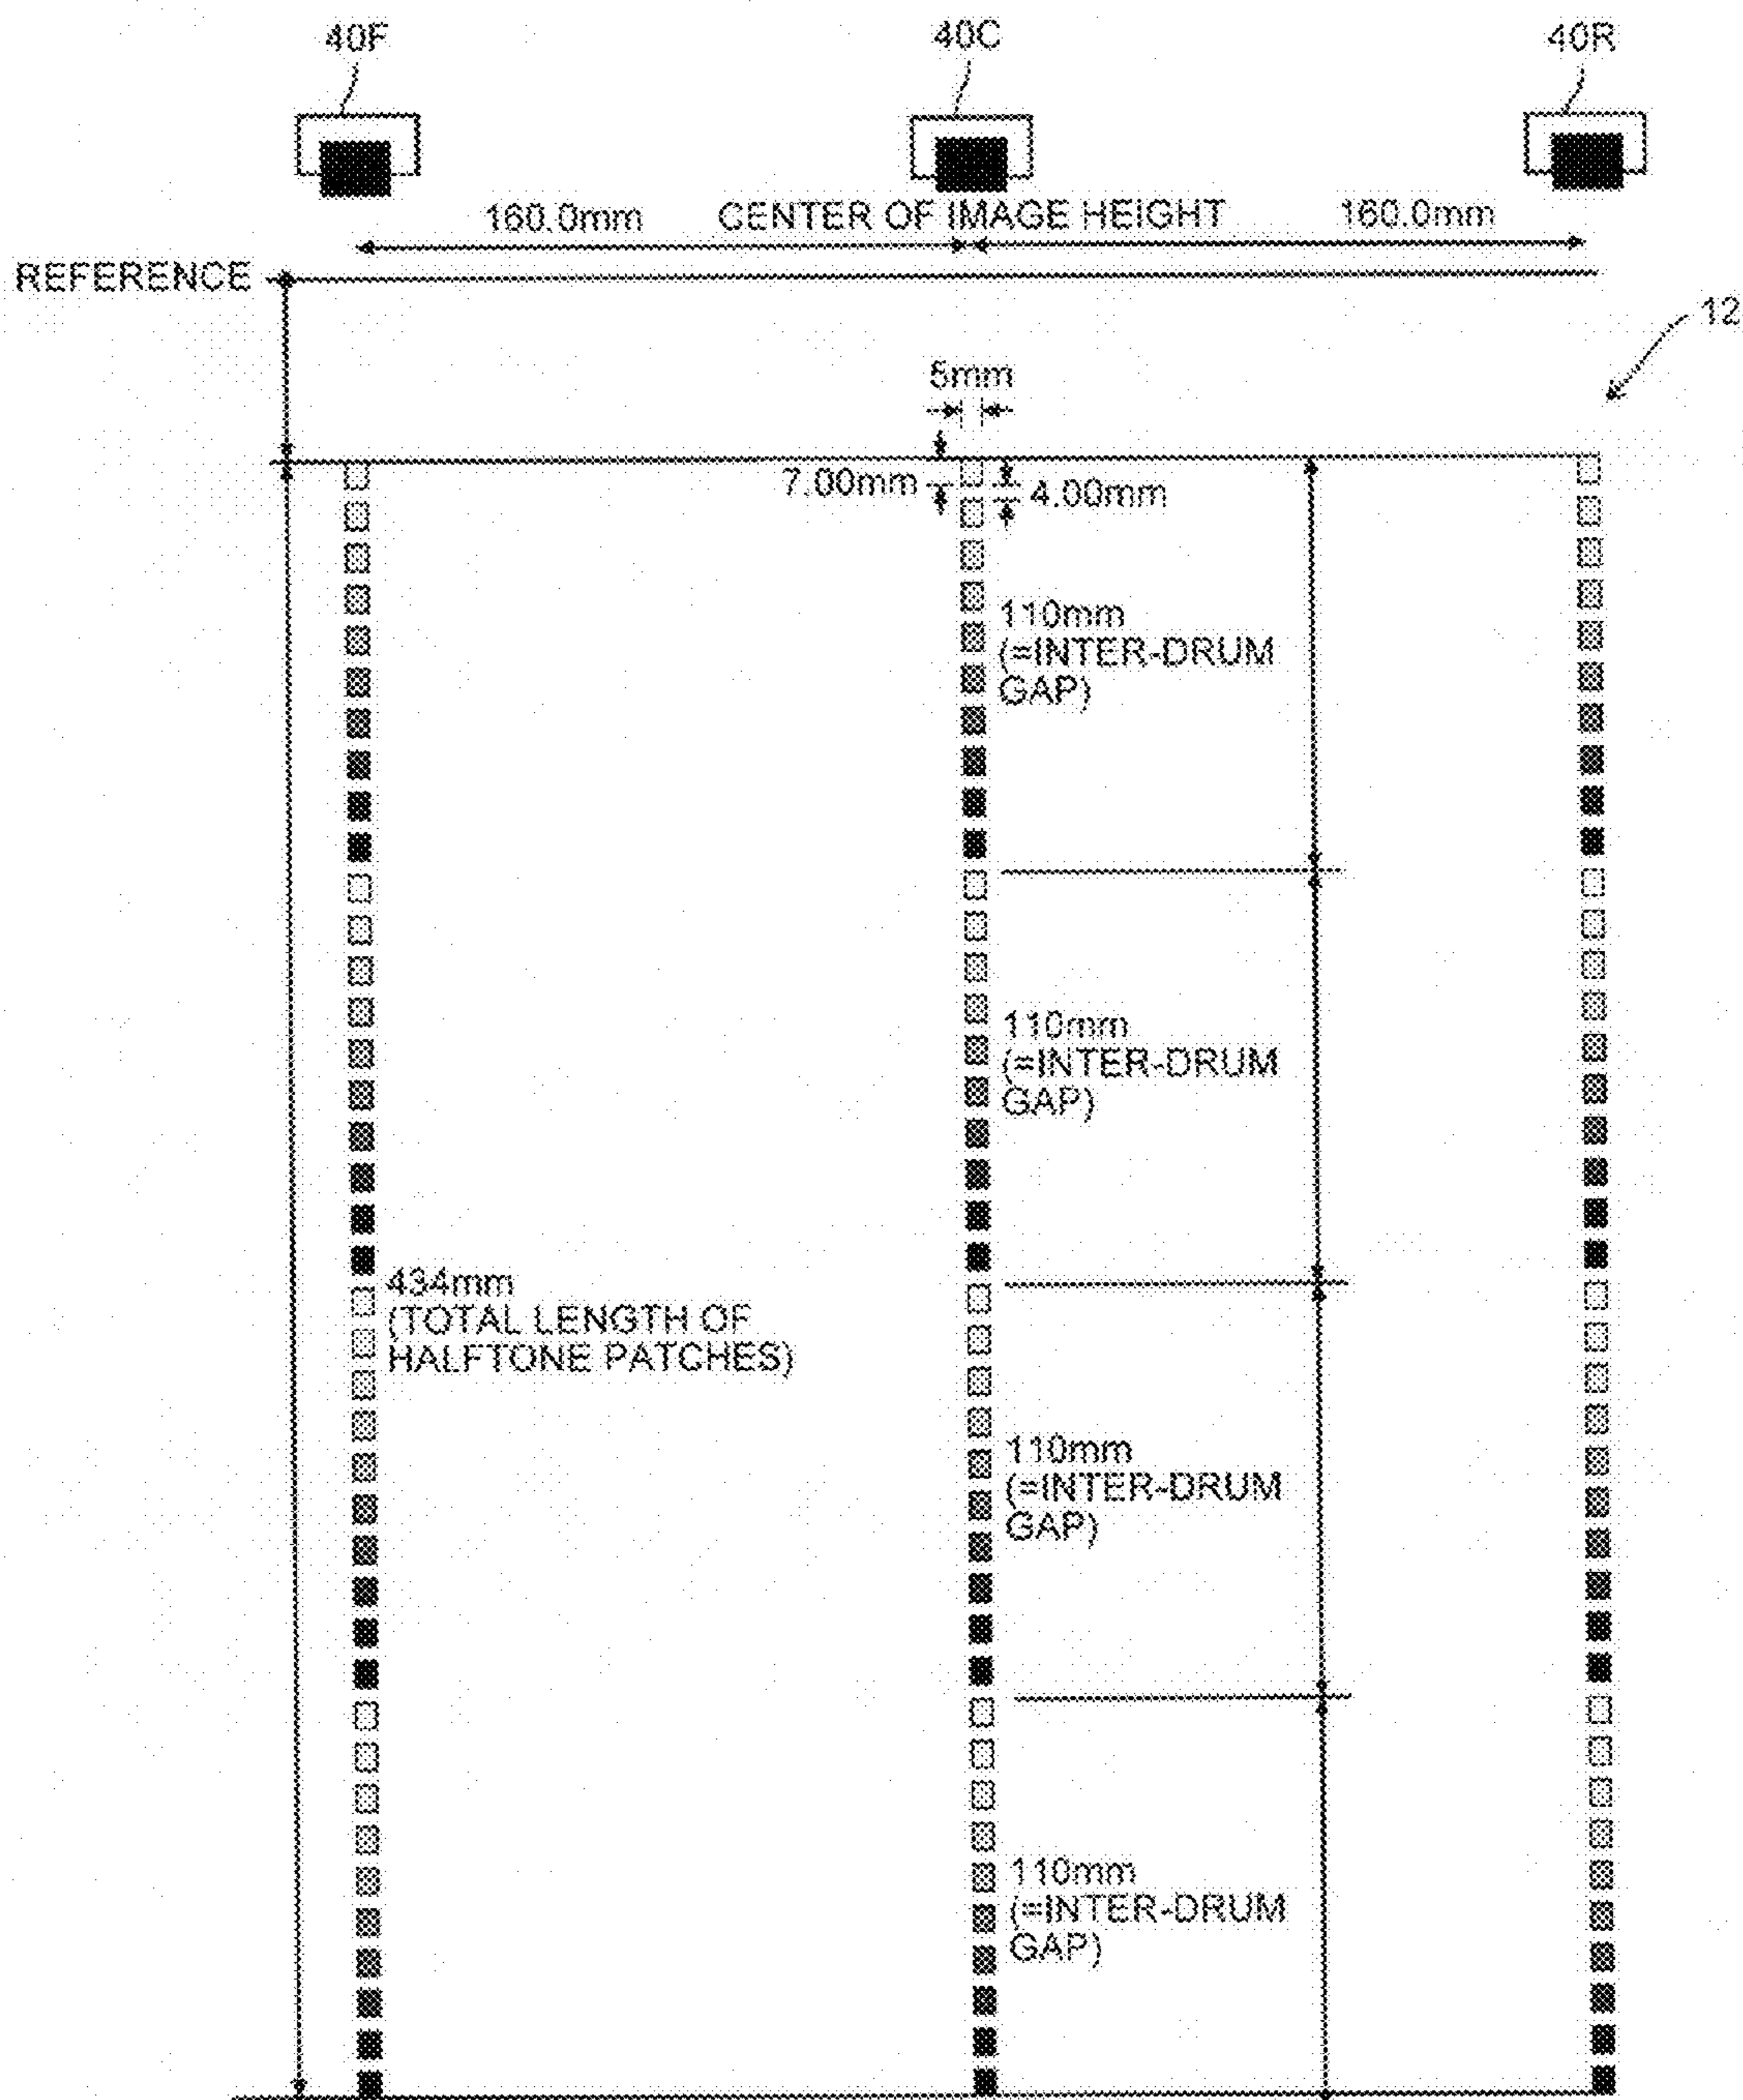 40F
40C
40R
160.0mm
CENTER OF IMAGE HEIGHT
160.0mm
REFERENCE
12
5mm
7.00mm
4.00mm
110mm
(=INTER-DRUM
GAP)
110mm
(=INTER-DRUM
GAP)
434mm
(TOTAL LENGTH OF
HALFTONE PATCHES)
110mm
(=INTER-DRUM
GAP)
110mm
(=INTER-DRUM
GAP)